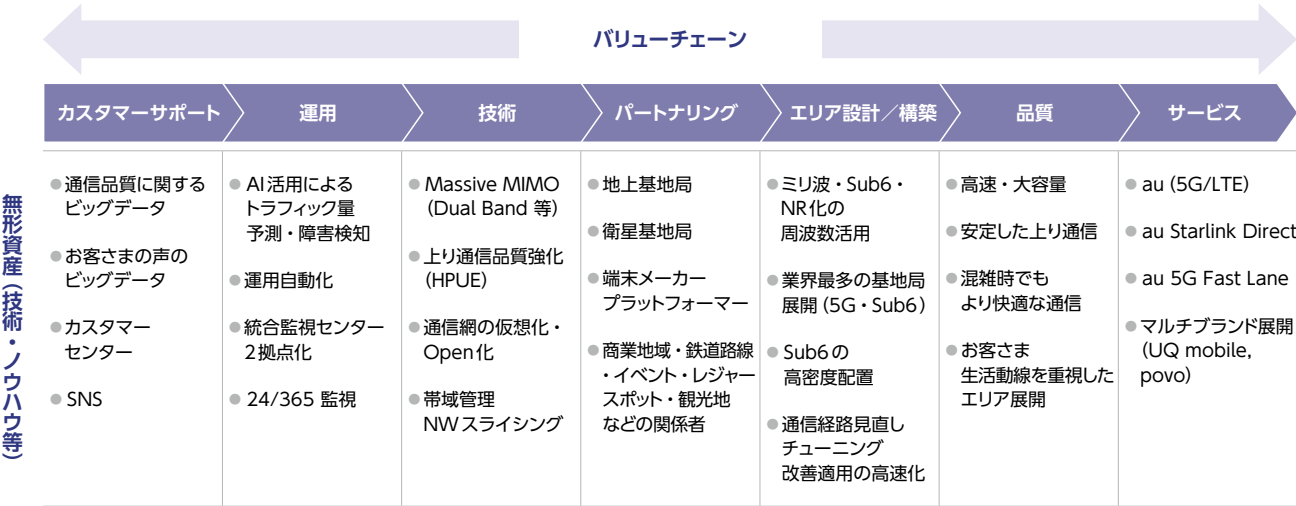 バリューチェーン
カスタマーサポート
運用
技術
パートナリング
エリア設計／構築
品質
サービス
無形資産（技術・ノウハウ等）
●通信品質に関する
ビッグデータ
●お客さまの声の
ビッグデータ
●カスタマー
センター
●SNS
●AI活用による
トラフィック量
予測・障害検知
●運用自動化
●統合監視センター
2拠点化
●24/365 監視
●Massive MIMO
（Dual Band 等）
●上り通信品質強化
（HPUE）
●通信網の仮想化・
Open化
●帯域管理
NWスライシング
●地上基地局
●衛星基地局
●端末メーカー
プラットフォーマー
●商業地域・鉄道路線
・イベント・レジャー
スポット・観光地
などの関係者
●ミリ波・Sub6・
NR化の
周波数活用
●業界最多の基地局
展開（5G・Sub6）
●Sub6の
高密度配置
●通信経路見直し
チューニング
改善適用の高速化
●高速・大容量
●安定した上り通信
●混雑時でも
より快適な通信
●お客さま
生活動線を重視した
エリア展開
●au（5G/LTE）
●au Starlink Direct
●au 5G Fast Lane
●マルチブランド展開
（UQ mobile,
povo）